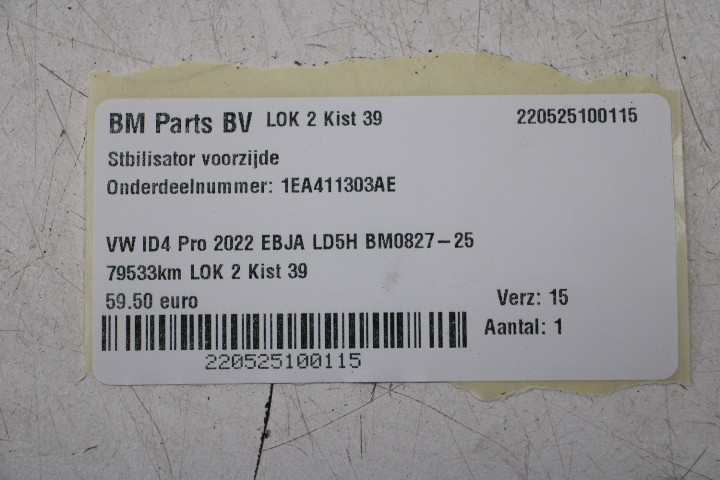 BM Parts BV LOK 2 Kist 39 220525100115
Stbilisator voorzijde
Onderdeelnummer: 1EA411303AE
VW ID4 Pro 2022 EBJA LD5H BM0827-25
79533km LOK 2 Kist 39
59.50 euro Verz: 15
Aantal: 1
220525100115